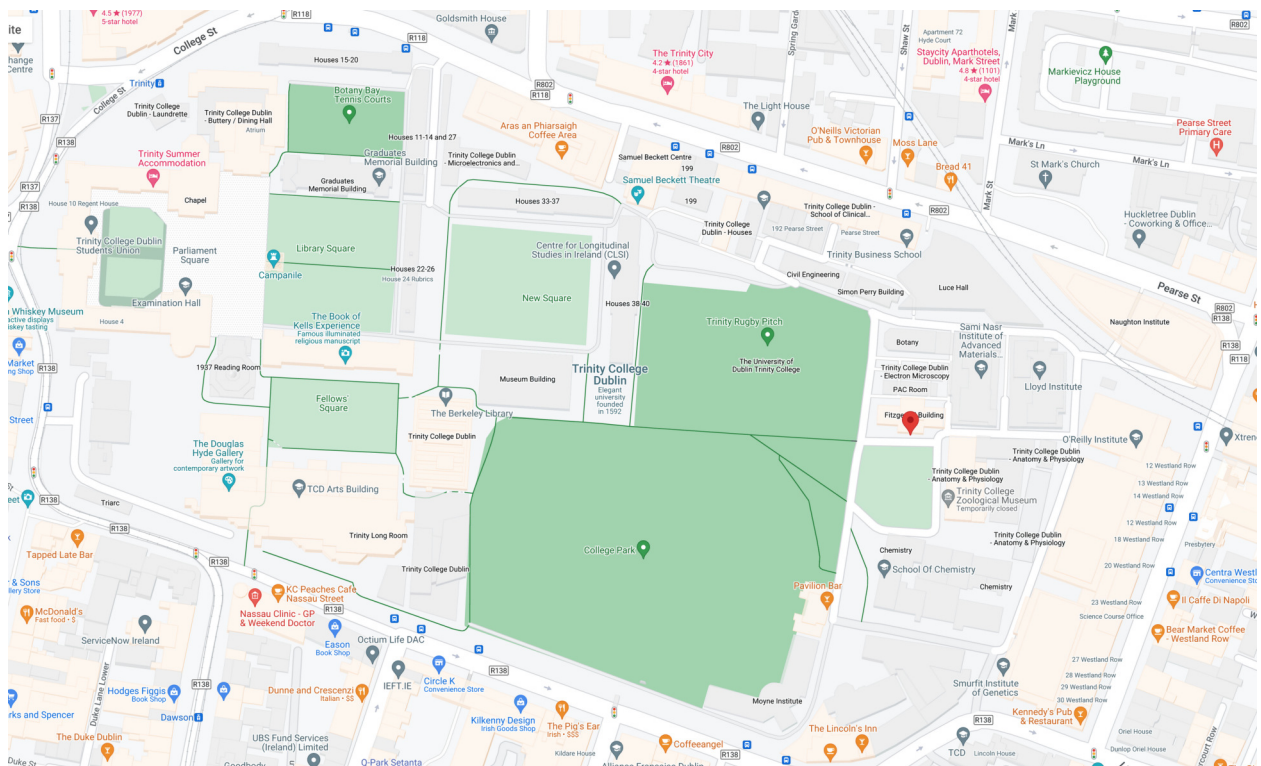 4.5 ★ (1977)
5-star hotel
R118
Goldsmith House
College St
ite
R118
Houses 15-20
change
Centre
The Trinity City
4.2 ★ (1861)
4-star hotel
Spring Gard
Shaw St
Apartment 72
Hyde Court
Staycity Aparthotels,
Dublin, Mark Street
4.8 ★ (1101)
4-star hotel
Mark St
R802
Markievicz House
Playground
Trinity
College St
R137
R138
Trinity College
Dublin - Laundrette
Trinity College Dublin
- Buttery / Dining Hall
Atrium
Botany Bay
Tennis Courts
R802
R118
The Light House
Aras an Phiarsaigh
Coffee Area
O'Neills Victorian
Pub & Townhouse
Moss Lane
Bread 41
Pearse Street
Primary Care
Mark's Ln
Mark's Ln
St Mark's Church
Houses 11-14 and 27
Graduates
Memorial Building
Trinity College Dublin
- Microelectronics and...
Samuel Beckett Centre
199
R802
Trinity Summer
Accommodation
Graduates
Memorial Building
Samuel Beckett Theatre
199
Mark St
R137
R138
House 10 Regent House
Chapel
Houses 33-37
Trinity College Dublin -
School of Clinical...
R802
Huckletree Dublin
- Coworking & Office...
Trinity College
Dublin - Houses
192 Pearse Street
Pearse Street
Trinity Business School
Trinity College Dublin
Students' Union
Parliament
Square
Library Square
Centre for Longitudinal
Studies in Ireland (CLSI)
Campanile
Houses 22-26
House 24 Rubrics
Civil Engineering
Simon Perry Building
Luce Hall
Pearse St
Examination Hall
New Square
Houses 38-40
n Whiskey Museum
active displays
iskey tasting
House 4
The Book of
Kells Experience
Famous illuminated
religious manuscript
Trinity Rugby Pitch
R802
R138
R118
Naughton Institute
Sami Nasr
Institute of
Advanced
Materials...
Botany
Market
ng Shop
1937 Reading Room
The University of
Dublin Trinity College
Trinity College
Dublin
Elegant
university
founded
in 1592
Museum Building
Trinity College Dublin
- Electron Microscopy
PAC Room
Lloyd Institute
R138
Fellows'
Square
The Berkeley Library
Fitzge Building
Street
Trinity College Dublin
O'Reilly Institute
Xtrem
The Douglas
Hyde Gallery
Gallery for
contemporary artwork
Trinity College Dublin
- Anatomy & Physiology
12 Westland Row
13 Westland Row
14 Westland Row
Trinity College Dublin
- Anatomy & Physiology
TCD Arts Building
Trinity College
Zoological Museum
Temporarily closed
12 Westland Row
18 Westland Row
Triarc
R138
eet
R138
Trinity Long Room
Trinity College Dublin
- Anatomy & Physiology
Presbytery
College Park
Chemistry
School Of Chemistry
20 Westland Row
Tapped Late Bar
R138
Trinity College Dublin
Chemistry
Centra Westl
Convenience Sto
r & Sons
llery Store
KC Peaches Cafe
Nassau Street
R138
Pavilion Bar
23 Westland Row
Science Course Office
Il Caffe Di Napoli
McDonald's
Fast food • $
Nassau Clinic - GP
& Weekend Doctor
ServiceNow Ireland
Eason
Book Shop
Octium Life DAC
Bear Market Coffee
- Westland Row
27 Westland Row
28 Westland Row
29 Westland Row
30 Westland Row
IEFT.IE
Circle K
Convenience Store
R138
Smurfit Institute
of Genetics
Duke Lane Lower
R138
Hodges Figgis
Book Shop
Dunne and Crescenzi
Italian • $$
Moyne Institute
rks and Spencer
Dawson
Kilkenny Design
Irish Goods Shop
The Pig's Ear
Irish • $$$
Kennedy's Pub
& Restaurant
R138
The Lincoln's Inn
Oriel House
The Duke Dublin
UBS Fund Services
(Ireland) Limited
Kildare House
Coffeeangel
TCD
Lincoln House
Dunlop Oriel House
court Row
Duke St
Goodbody
Q-Park Setanta
Alliance Française Dublin
R138